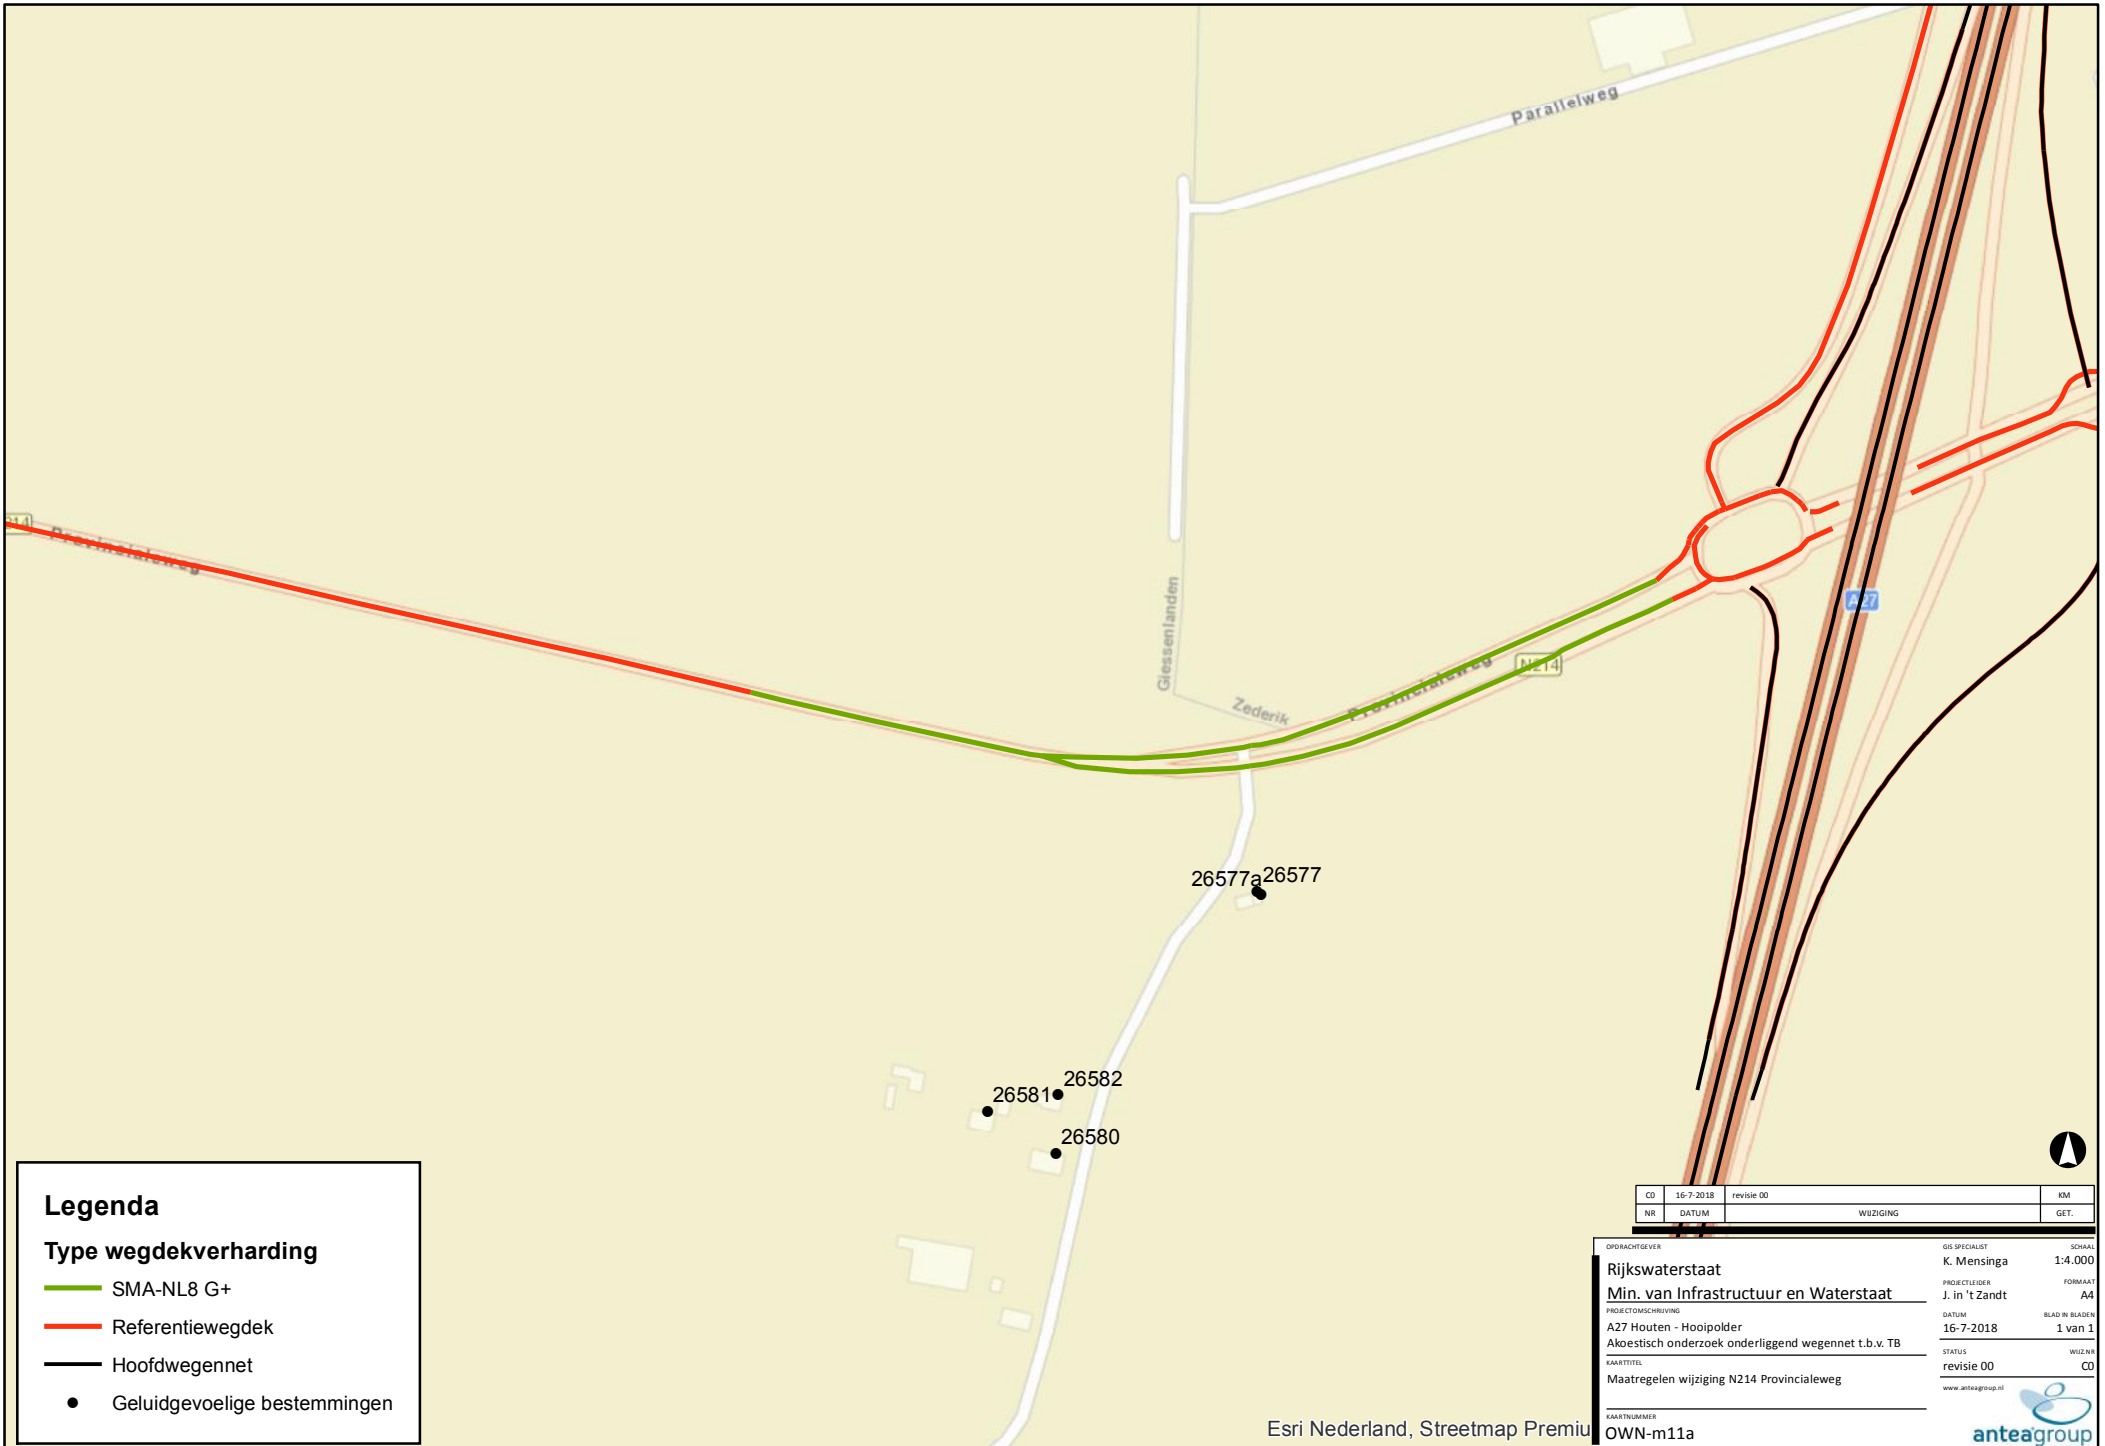 Parallelweg
214
Provincialeweg
Giessenlanden
Zederik
Provincialeweg
N214
A27
26577a
26577
26581
26582
26580
Legenda
Type wegdekverharding
SMA-NL8 G+
Referentiewegdek
Hoofdwegennet
Geluidgevoelige bestemmingen
Esri Nederland, Streetmap Premiu
C0 16-7-2018 revisie 00 KM
NR DATUM WIJZIGING GET.
OPDRACHTGEVER
Rijkswaterstaat
Min. van Infrastructuur en Waterstaat
PROJECTOMSCHRIJVING
A27 Houten - Hooipolder
Akoestisch onderzoek onderliggend wegennet t.b.v. TB
KAARTTITEL
Maatregelen wijziging N214 Provincialeweg
KAARTNUMMER
OWN-m11a
GIS SPECIALIST SCHAAL
K. Mensinga 1:4.000
PROJECTLEIDER FORMAAT
J. in 't Zandt A4
DATUM BLAD IN BLADEN
16-7-2018 1 van 1
STATUS WIJZ.NR
revisie 00 C0
www.anteagroup.nl
anteagroup